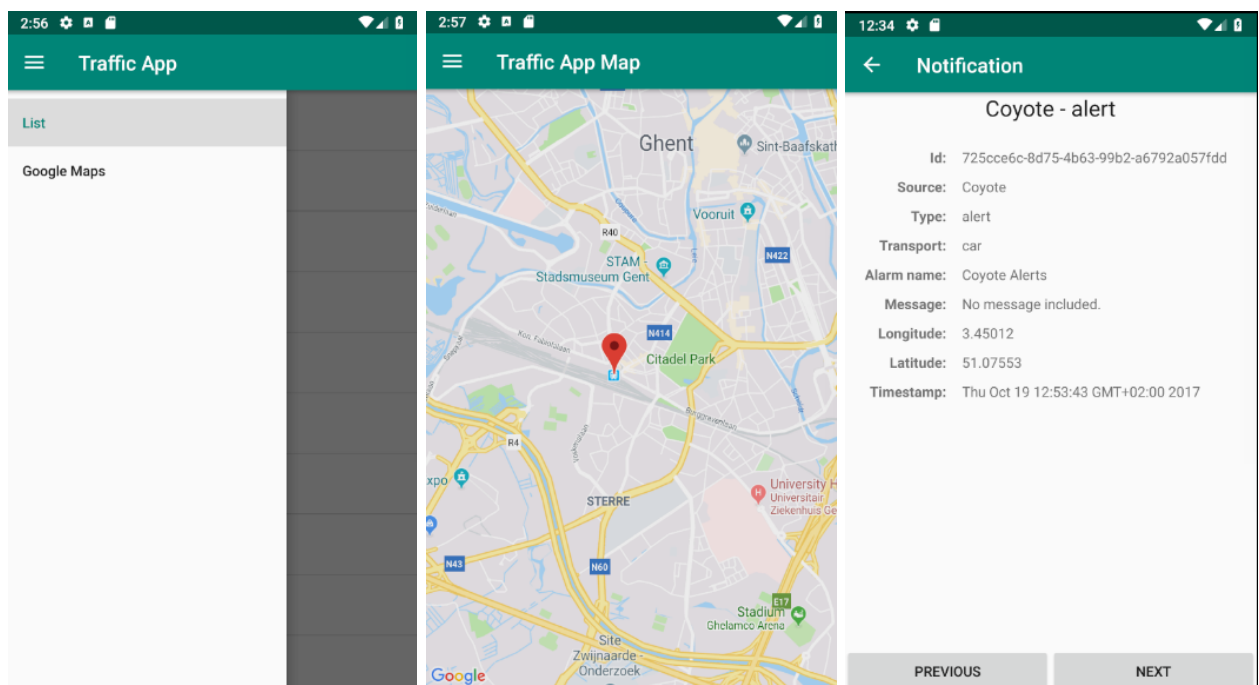 2:56
Traffic App
List
Google Maps
2:57
Traffic App Map
Ghent
Sint-Baafskath
Vooruit
R40
N422
STAM -
Stadsmuseum Gent
N414
Citadel Park
R4
xpo
STERRE
University H
Universitair
Ziekenhuis Ge
N43
N60
E17
Stadium
Ghelamco Arena
Site
Zwijnaarde -
Onderzoek
Google
12:34
Notification
Coyote - alert
Id: 725cce6c-8d75-4b63-99b2-a6792a057fdd
Source: Coyote
Type: alert
Transport: car
Alarm name: Coyote Alerts
Message: No message included.
Longitude: 3.45012
Latitude: 51.07553
Timestamp: Thu Oct 19 12:53:43 GMT+02:00 2017
PREVIOUS
NEXT